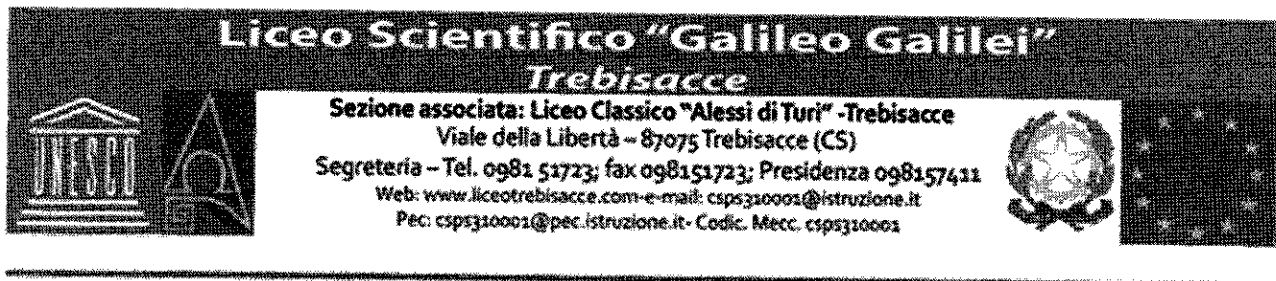 Liceo Scientifico "Galileo Galilei"
Trebisacce
Sezione associata: Liceo Classico "Alessi di Turi" -Trebisacce
Viale della Libertà – 87075 Trebisacce (CS)
Segreteria – Tel. 0981 51723; fax 098151723; Presidenza 098157411
Web: www.liceotrebisacce.com-e-mail: csps310001@istruzione.it
Pec: csps310001@pec.istruzione.it- Codic. Mecc. csps310001
UNESCO